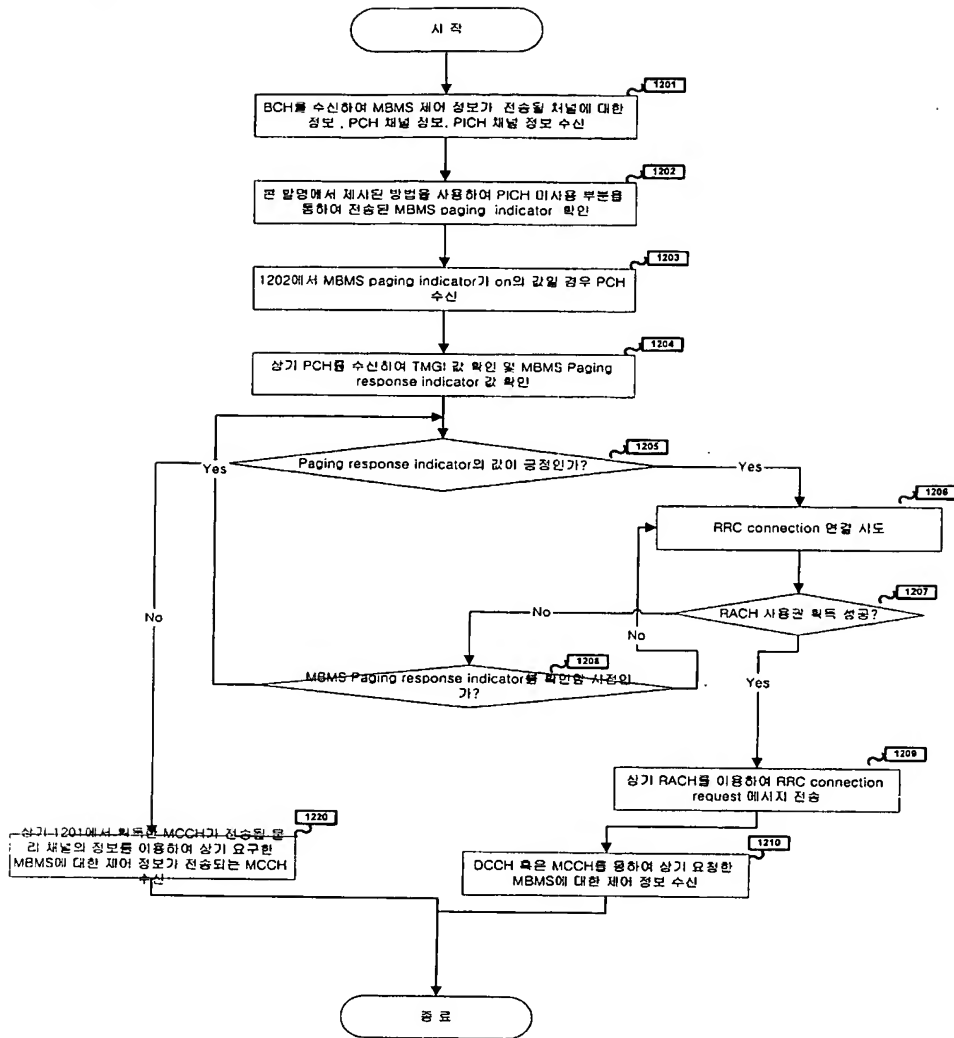 시 작
1201
BCH를 수신하여 MBMS 제어 정보가 전송될 채널에 대한
정보, PCH 채널 정보, PICH 채널 정보 수신
1202
본 발명에서 제시된 방법을 사용하여 PICH 미사용 부분을
통하여 전송된 MBMS paging indicator 확인
1203
1202에서 MBMS paging indicator가 on의 값일 경우 PCH
수신
1204
상기 PCH를 수신하여 TMGI 값 확인 및 MBMS Paging
response indicator 값 확인
1205
Paging response indicator의 값이 긍정인가?
Yes
Yes
1206
RRC connection 연결 시도
1207
RACH 사용권 획득 성공?
No
No
No
1208
MBMS Paging response indicator를 확인할 시점인
가?
Yes
1209
상기 RACH를 이용하여 RRC connection
request 메시지 전송
1220
상기 1201에서 획득한 MCCH가 전송될 물
리 채널의 정보를 이용하여 상기 요구한
MBMS에 대한 제어 정보가 전송되는 MCCH
수신
1210
DCCH 혹은 MCCH를 통하여 상기 요청한
MBMS에 대한 제어 정보 수신
종 료